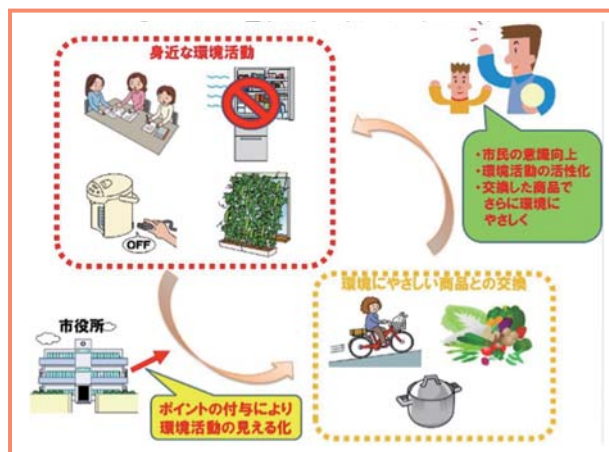 身近な環境活動
OFF
・市民の意識向上
・環境活動の活性化
・交換した商品で
さらに環境に
やさしく
環境にやさしい商品との交換
市役所
ポイントの付与により
環境活動の見える化